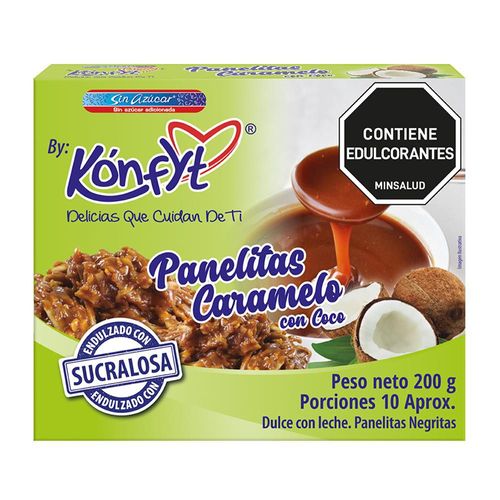 Panelitas
Caramelo
con Coco
Sin Azúcar*
Sin azúcar adicionada
By:
Kónfyt®
Delicias Que Cuidan De Ti
CONTIENE
EDULCORANTES
MINSALUD
Imagen ilustrativa
Panelitas
Caramelo
con Coco
ENDULZADO CON
SUCRALOSA
ENDULZADO CON
Peso neto 200 g
Porciones 10 Aprox.
Dulce con leche. Panelitas Negritas